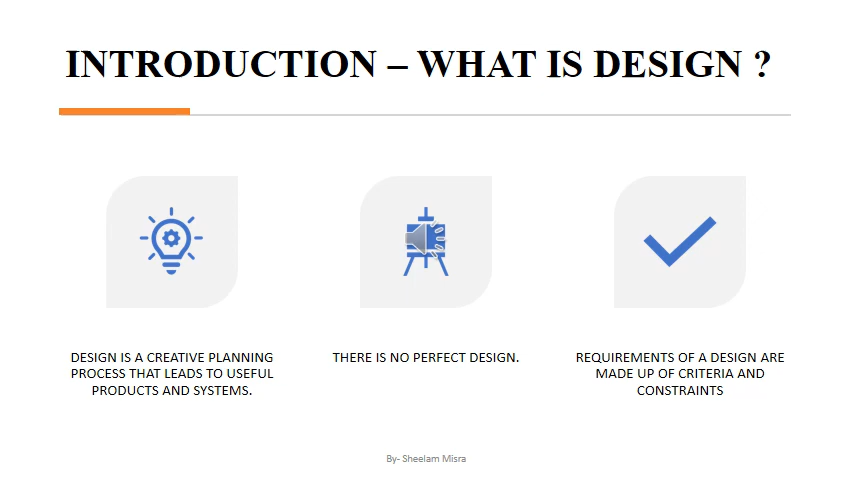 INTRODUCTION – WHAT IS DESIGN ?
DESIGN IS A CREATIVE PLANNING
PROCESS THAT LEADS TO USEFUL
PRODUCTS AND SYSTEMS.
THERE IS NO PERFECT DESIGN.
REQUIREMENTS OF A DESIGN ARE
MADE UP OF CRITERIA AND
CONSTRAINTS
By- Sheelam Misra